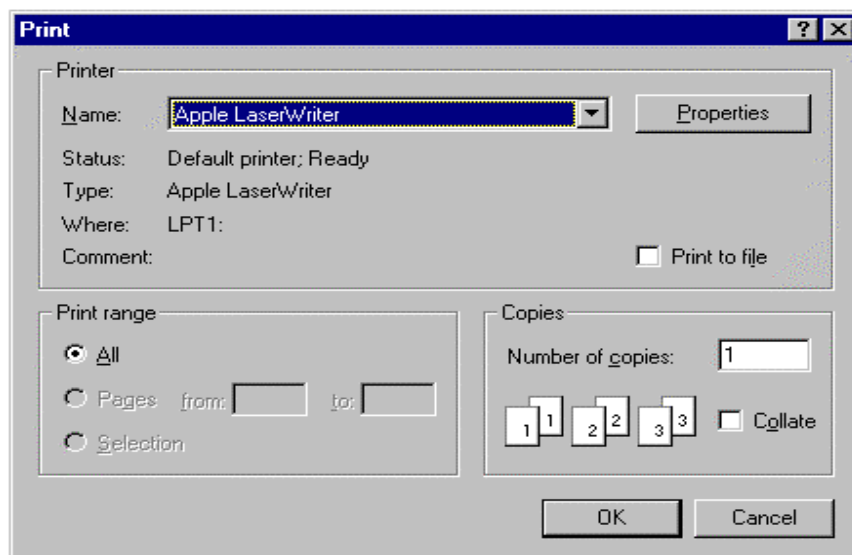 Print
Printer
Name: Apple LaserWriter Properties
Status: Default printer; Ready
Type: Apple LaserWriter
Where: LPT1:
Comment: Print to file
Print range
All
Pages from: to:
Selection
Copies
Number of copies: 1
1 1 2 2 3 3 Collate
OK Cancel